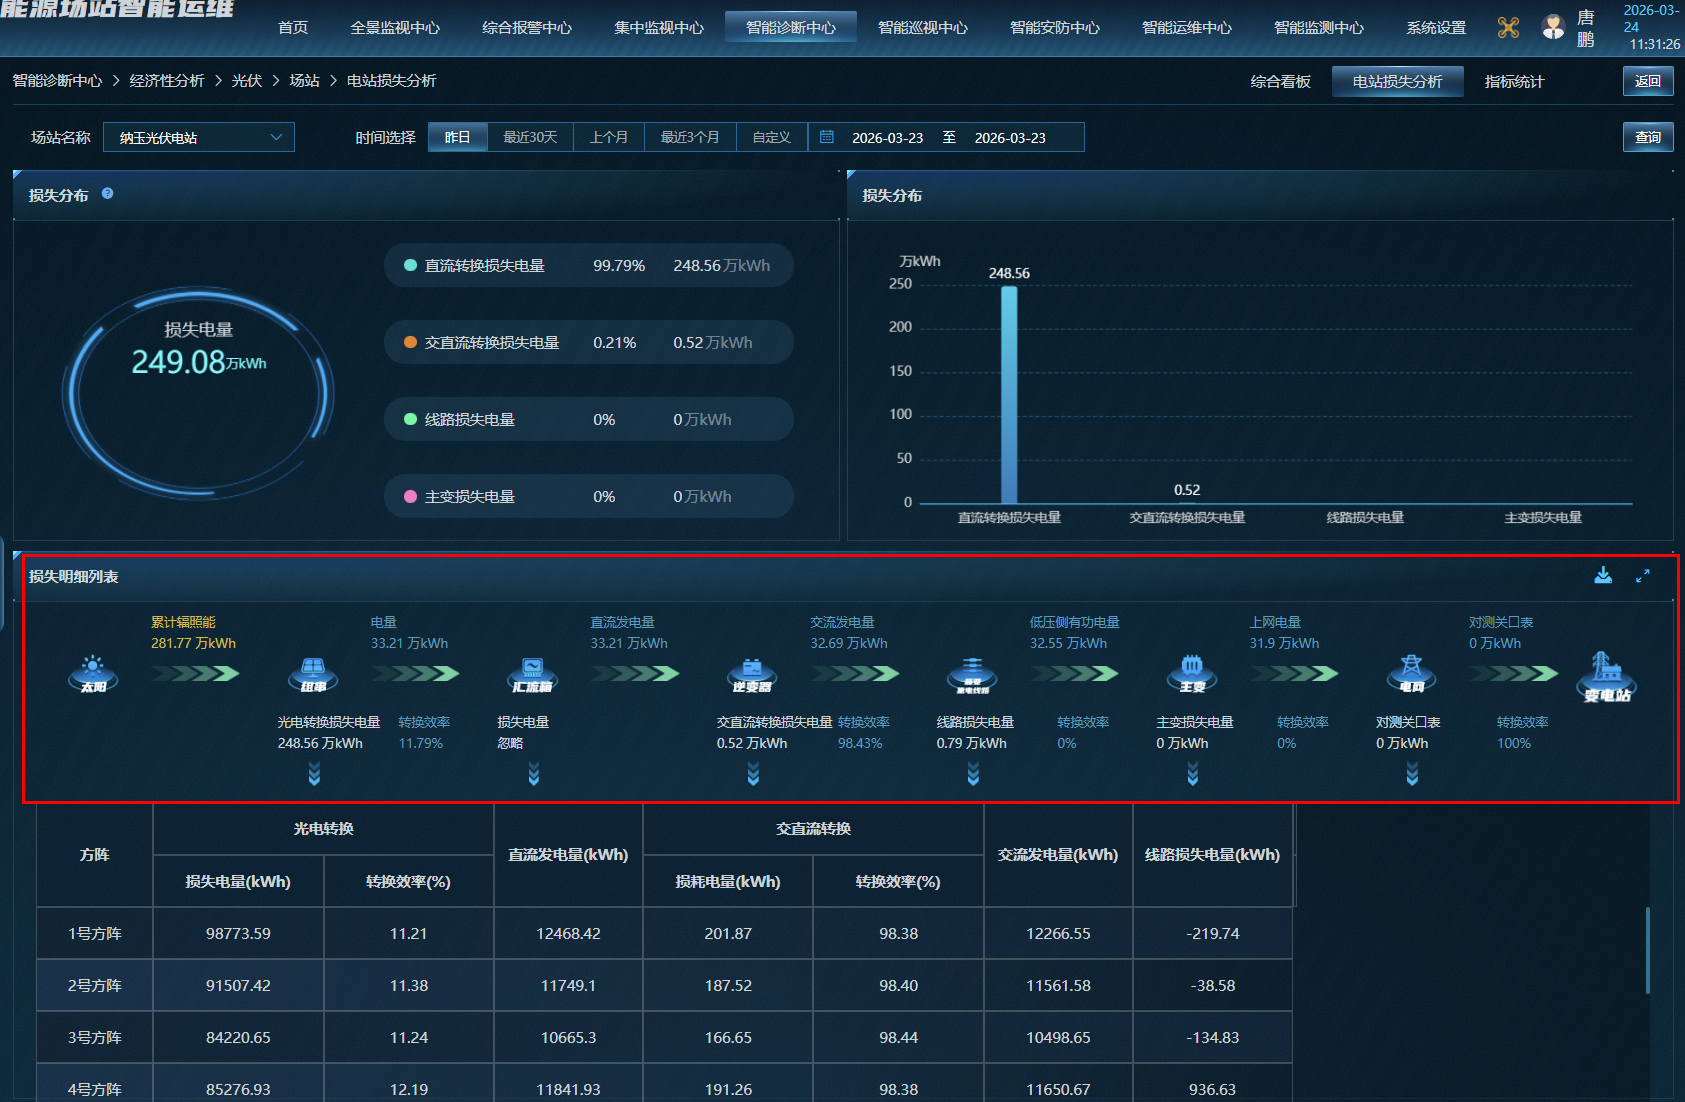 能源场站智能运维
首页 全景监视中心 综合报警中心 集中监视中心 智能诊断中心 智能巡视中心 智能安防中心 智能运维中心 智能监测中心 系统设置 唐鹏 2026-03-24 11:31:26
智能诊断中心 > 经济性分析 > 光伏 > 场站 > 电站损失分析 综合看板 电站损失分析 指标统计 返回
场站名称 纳玉光伏电站 时间选择 昨日 最近30天 上个月 最近3个月 自定义 2026-03-23 至 2026-03-23 查询
损失分布 ?
损失电量
249.08万kWh
直流转换损失电量 99.79% 248.56万kWh
交直流转换损失电量 0.21% 0.52万kWh
线路损失电量 0% 0万kWh
主变损失电量 0% 0万kWh
损失分布
万kWh
250
200
150
100
50
0
248.56
0.52
直流转换损失电量 交直流转换损失电量 线路损失电量 主变损失电量
损失明细列表
累计辐照能 电量 直流发电量 交流发电量 低压侧有功电量 上网电量 对测关口表
281.77 万kWh 33.21 万kWh 33.21 万kWh 32.69 万kWh 32.55 万kWh 31.9 万kWh 0 万kWh
太阳 组串 汇流箱 逆变器 箱变集电线路 主变 电网 变电站
光电转换损失电量 转换效率 损失电量 交直流转换损失电量 转换效率 线路损失电量 转换效率 主变损失电量 转换效率 对测关口表 转换效率
248.56 万kWh 11.79% 忽略 0.52 万kWh 98.43% 0.79 万kWh 0% 0 万kWh 0% 0 万kWh 100%
方阵 光电转换 直流发电量(kWh) 交直流转换 交流发电量(kWh) 线路损失电量(kWh)
损失电量(kWh) 转换效率(%) 损耗电量(kWh) 转换效率(%)
1号方阵 98773.59 11.21 12468.42 201.87 98.38 12266.55 -219.74
2号方阵 91507.42 11.38 11749.1 187.52 98.40 11561.58 -38.58
3号方阵 84220.65 11.24 10665.3 166.65 98.44 10498.65 -134.83
4号方阵 85276.93 12.19 11841.93 191.26 98.38 11650.67 936.63